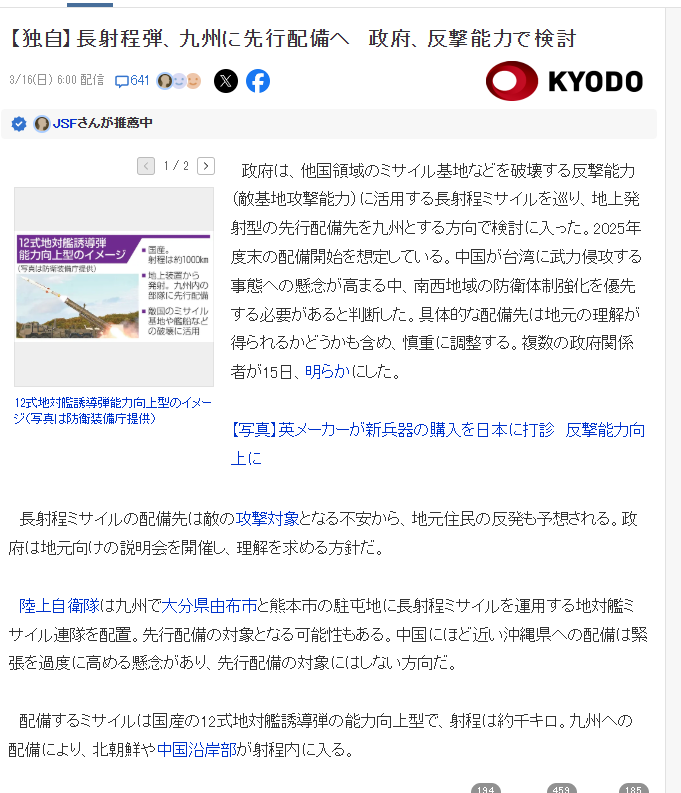 【独自】長射程弾、九州に先行配備へ　政府、反撃能力で検討
3/16(日) 6:00 配信
641
KYODO
JSFさんが推薦中
1 / 2
12式地対艦誘導弾
能力向上型のイメージ
(写真は防衛装備庁提供)
■国産。
射程は約1000km
■地上装置から
発射。九州内の
部隊に先行配備
■敵国のミサイル
基地や艦船など
の破壊に活用
12式地対艦誘導弾能力向上型のイメー
ジ(写真は防衛装備庁提供)
政府は、他国領域のミサイル基地などを破壊する反撃能力
(敵基地攻撃能力)に活用する長射程ミサイルを巡り、地上発
射型の先行配備先を九州とする方向で検討に入った。2025年
度末の配備開始を想定している。中国が台湾に武力侵攻する
事態への懸念が高まる中、南西地域の防衛体制強化を優先
する必要があると判断した。具体的な配備先は地元の理解が
得られるかどうかも含め、慎重に調整する。複数の政府関係
者が15日、明らかにした。
【写真】英メーカーが新兵器の購入を日本に打診　反撃能力向
上に
長射程ミサイルの配備先は敵の攻撃対象となる不安から、地元住民の反発も予想される。政
府は地元向けの説明会を開催し、理解を求める方針だ。
陸上自衛隊は九州で大分県由布市と熊本市の駐屯地に長射程ミサイルを運用する地対艦ミ
サイル連隊を配置。先行配備の対象となる可能性もある。中国にほど近い沖縄県への配備は緊
張を過度に高める懸念があり、先行配備の対象にはしない方向だ。
配備するミサイルは国産の12式地対艦誘導弾の能力向上型で、射程は約千キロ。九州への
配備により、北朝鮮や中国沿岸部が射程内に入る。
194
459
185